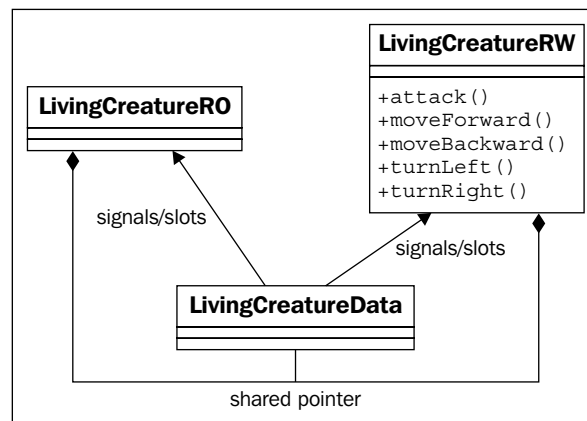 LivingCreatureRW
+attack()
+moveForward()
+moveBackward()
+turnLeft()
+turnRight()
LivingCreatureRO
signals/slots
signals/slots
LivingCreatureData
shared pointer